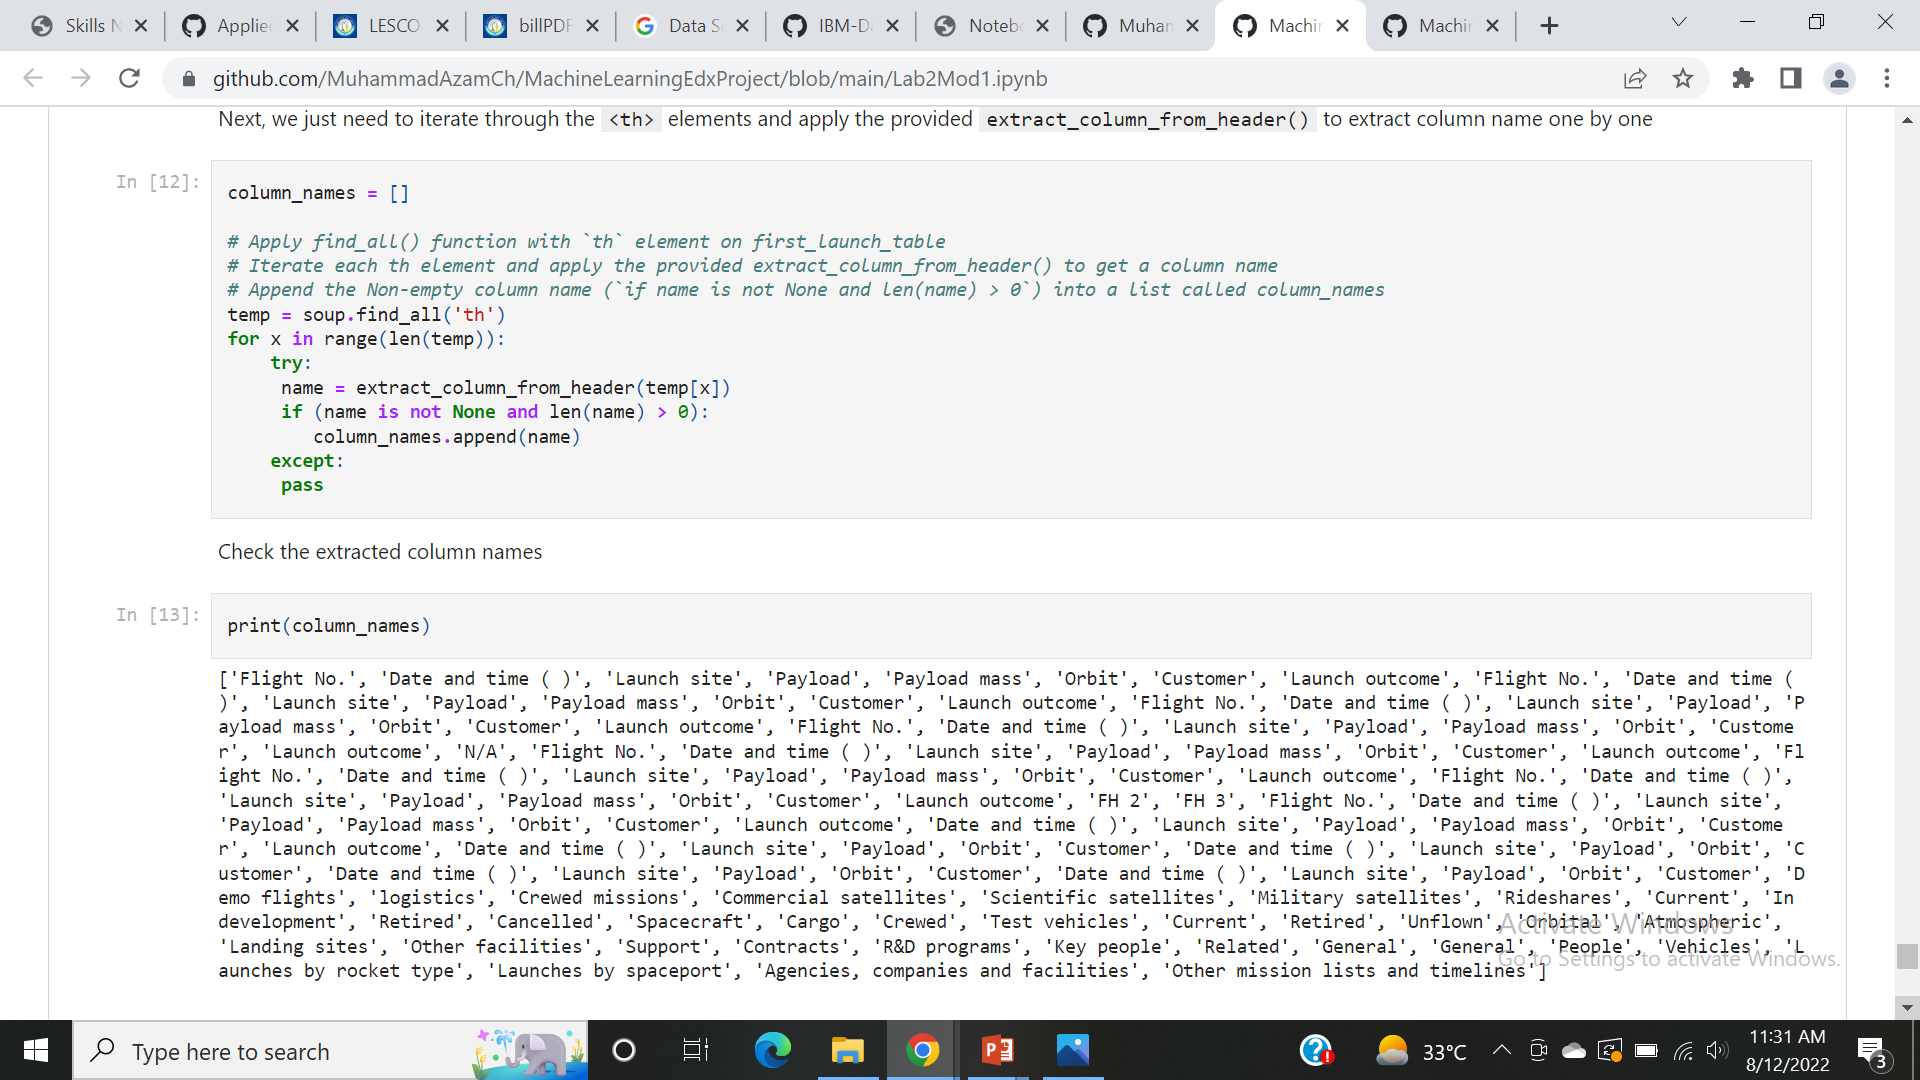 Skills N
Applied
LESCO
billPDF
Data S
IBM-Da
Notebo
Muham
Machin
Machin
github.com/MuhammadAzamCh/MachineLearningEdxProject/blob/main/Lab2Mod1.ipynb
Next, we just need to iterate through the <th> elements and apply the provided extract_column_from_header() to extract column name one by one
In [12]:
column_names = []
# Apply find_all() function with `th` element on first_launch_table
# Iterate each th element and apply the provided extract_column_from_header() to get a column name
# Append the Non-empty column name (`if name is not None and len(name) > 0`) into a list called column_names
temp = soup.find_all('th')
for x in range(len(temp)):
    try:
     name = extract_column_from_header(temp[x])
     if (name is not None and len(name) > 0):
        column_names.append(name)
    except:
     pass
Check the extracted column names
In [13]:
print(column_names)
['Flight No.', 'Date and time ( )', 'Launch site', 'Payload', 'Payload mass', 'Orbit', 'Customer', 'Launch outcome', 'Flight No.', 'Date and time (
)', 'Launch site', 'Payload', 'Payload mass', 'Orbit', 'Customer', 'Launch outcome', 'Flight No.', 'Date and time ( )', 'Launch site', 'Payload', 'P
ayload mass', 'Orbit', 'Customer', 'Launch outcome', 'Flight No.', 'Date and time ( )', 'Launch site', 'Payload', 'Payload mass', 'Orbit', 'Custome
r', 'Launch outcome', 'N/A', 'Flight No.', 'Date and time ( )', 'Launch site', 'Payload', 'Payload mass', 'Orbit', 'Customer', 'Launch outcome', 'Fl
ight No.', 'Date and time ( )', 'Launch site', 'Payload', 'Payload mass', 'Orbit', 'Customer', 'Launch outcome', 'Flight No.', 'Date and time ( )',
'Launch site', 'Payload', 'Payload mass', 'Orbit', 'Customer', 'Launch outcome', 'FH 2', 'FH 3', 'Flight No.', 'Date and time ( )', 'Launch site',
'Payload', 'Payload mass', 'Orbit', 'Customer', 'Launch outcome', 'Date and time ( )', 'Launch site', 'Payload', 'Payload mass', 'Orbit', 'Custome
r', 'Launch outcome', 'Date and time ( )', 'Launch site', 'Payload', 'Orbit', 'Customer', 'Date and time ( )', 'Launch site', 'Payload', 'Orbit', 'C
ustomer', 'Date and time ( )', 'Launch site', 'Payload', 'Orbit', 'Customer', 'Date and time ( )', 'Launch site', 'Payload', 'Orbit', 'Customer', 'D
emo flights', 'logistics', 'Crewed missions', 'Commercial satellites', 'Scientific satellites', 'Military satellites', 'Rideshares', 'Current', 'In
development', 'Retired', 'Cancelled', 'Spacecraft', 'Cargo', 'Crewed', 'Test vehicles', 'Current', 'Retired', 'Unflown', 'Orbital', 'Atmospheric',
'Landing sites', 'Other facilities', 'Support', 'Contracts', 'R&D programs', 'Key people', 'Related', 'General', 'General', 'People', 'Vehicles', 'L
aunches by rocket type', 'Launches by spaceport', 'Agencies, companies and facilities', 'Other mission lists and timelines']
Activate Windows
Go to Settings to activate Windows.
Type here to search
33°C
11:31 AM
8/12/2022
3